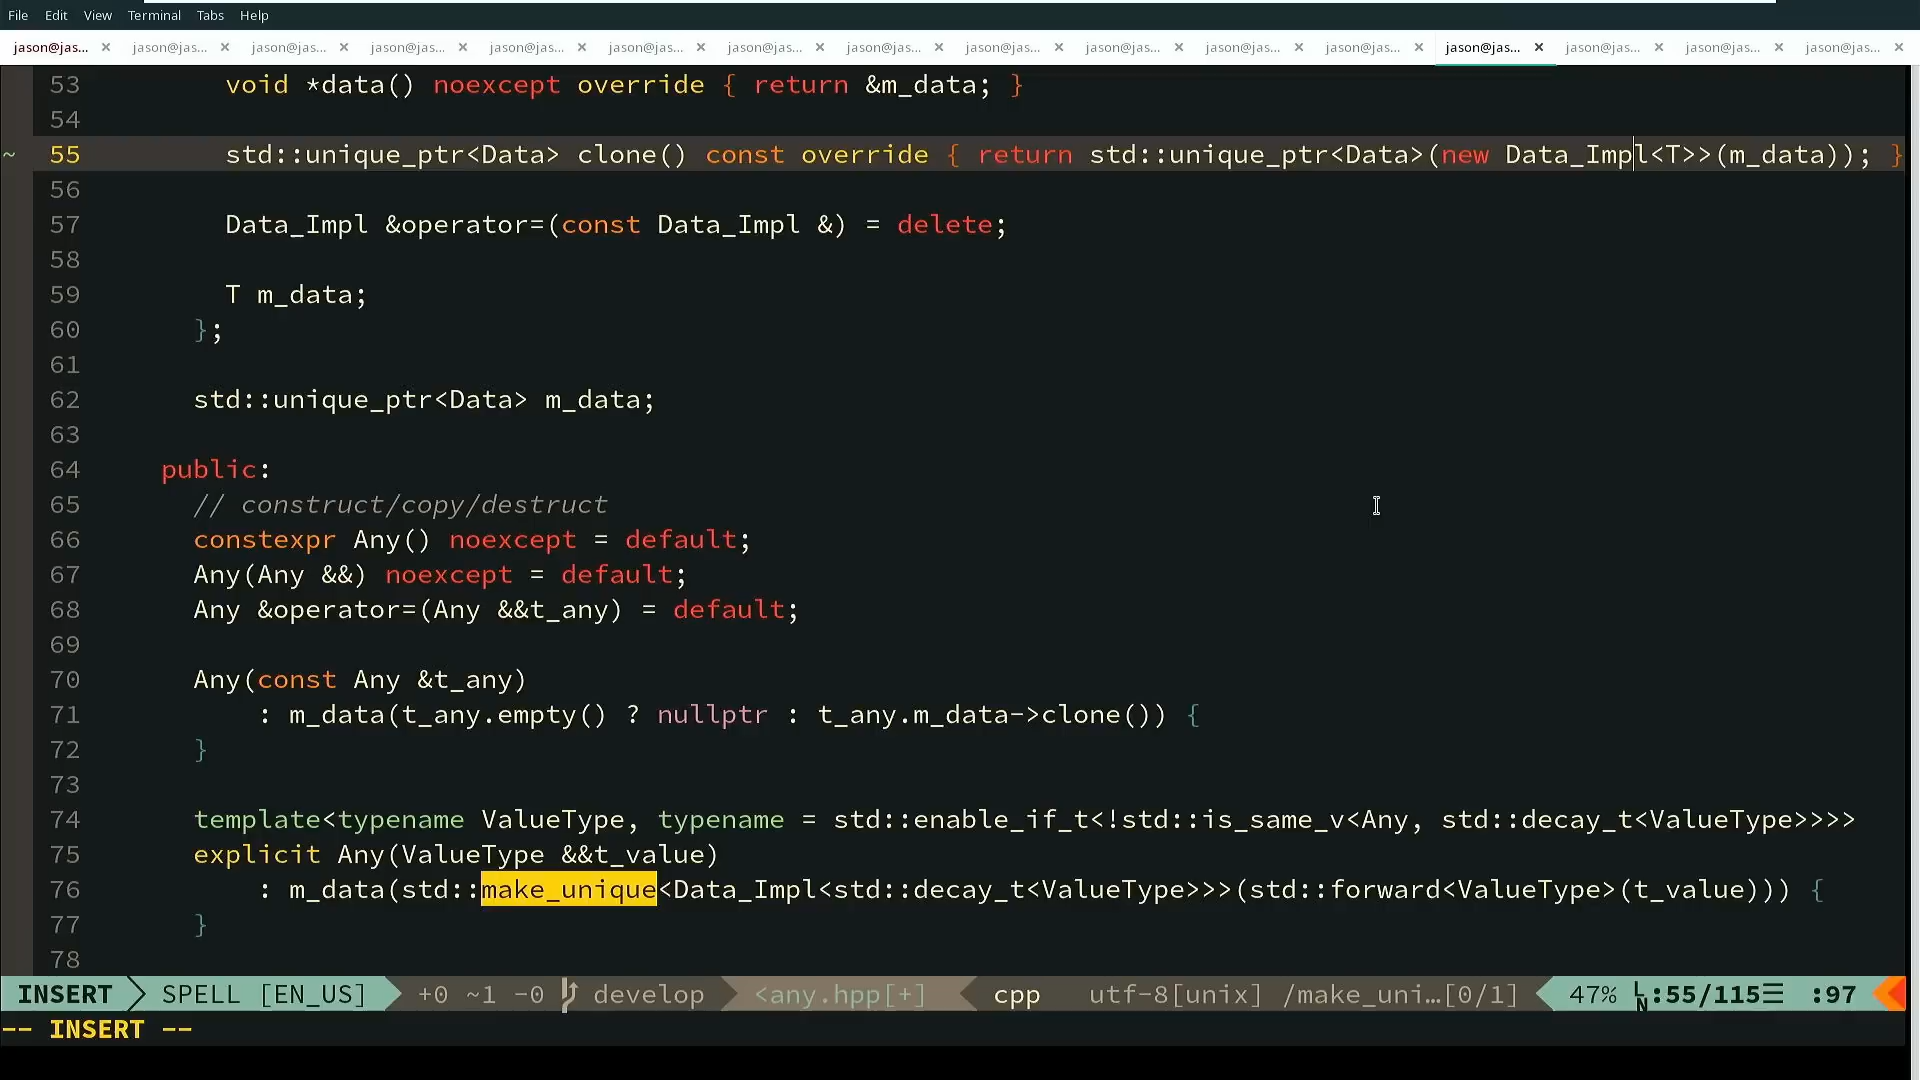 File Edit View Terminal Tabs Help
jason@jas... × jason@jas... × jason@jas... × jason@jas... × jason@jas... × jason@jas... × jason@jas... × jason@jas... × jason@jas... × jason@jas... × jason@jas... × jason@jas... × jason@jas... × jason@jas... × jason@jas... × jason@jas... ×
53 void *data() noexcept override { return &m_data; }
54
~ 55 std::unique_ptr<Data> clone() const override { return std::unique_ptr<Data>(new Data_Impl<T>>(m_data)); }
56
57 Data_Impl &operator=(const Data_Impl &) = delete;
58
59 T m_data;
60 };
61
62 std::unique_ptr<Data> m_data;
63
64 public:
65 // construct/copy/destruct
66 constexpr Any() noexcept = default;
67 Any(Any &&) noexcept = default;
68 Any &operator=(Any &&t_any) = default;
69
70 Any(const Any &t_any)
71 : m_data(t_any.empty() ? nullptr : t_any.m_data->clone()) {
72 }
73
74 template<typename ValueType, typename = std::enable_if_t<!std::is_same_v<Any, std::decay_t<ValueType>>>>
75 explicit Any(ValueType &&t_value)
76 : m_data(std::make_unique<Data_Impl<std::decay_t<ValueType>>>(std::forward<ValueType>(t_value))) {
77 }
78
INSERT SPELL [EN_US] +0 ~1 -0 develop <any.hpp[+] cpp utf-8[unix] /make_uni…[0/1] 47% LN:55/115☰ :97
-- INSERT --